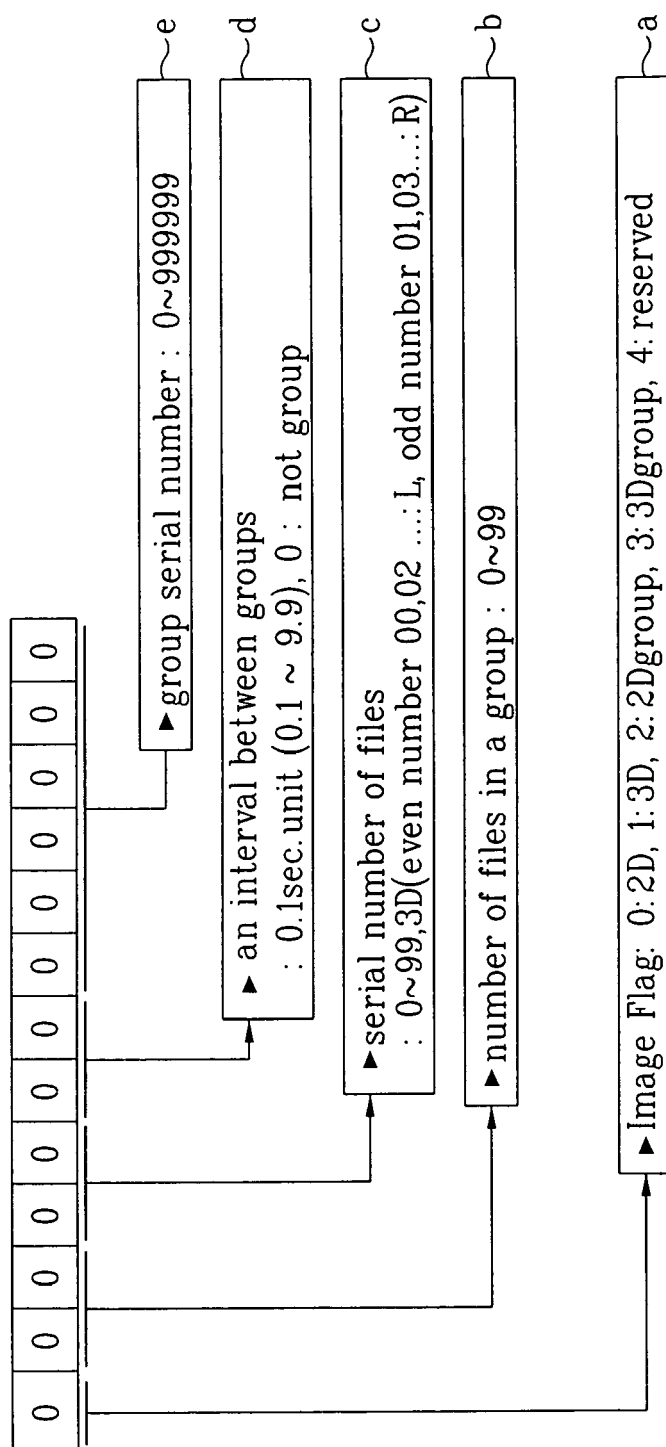 0 0 0 0 0 0 0 0 0 0 0 0 0
►group serial number : 0~999999 e
► an interval between groups d
: 0.1sec.unit (0.1 ~ 9.9), 0 : not group
►serial number of files c
: 0~99,3D(even number 00,02 ....:L, odd number 01,03...:R)
►number of files in a group : 0~99 b
►Image Flag: 0:2D, 1:3D, 2:2Dgroup, 3:3Dgroup, 4:reserved a